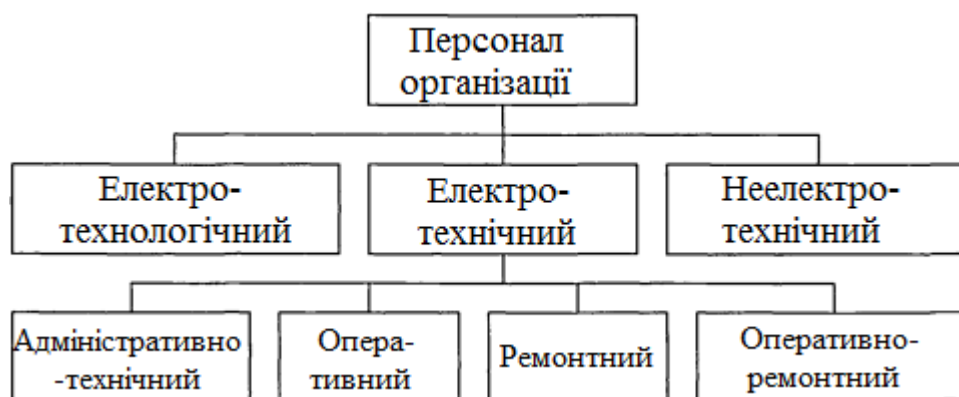 Персонал
організації
Електро-
технологічний
Електро-
технічний
Неелектро-
технічний
Адміністративно
-технічний
Опера-
тивний
Ремонтний
Оперативно-
ремонтний